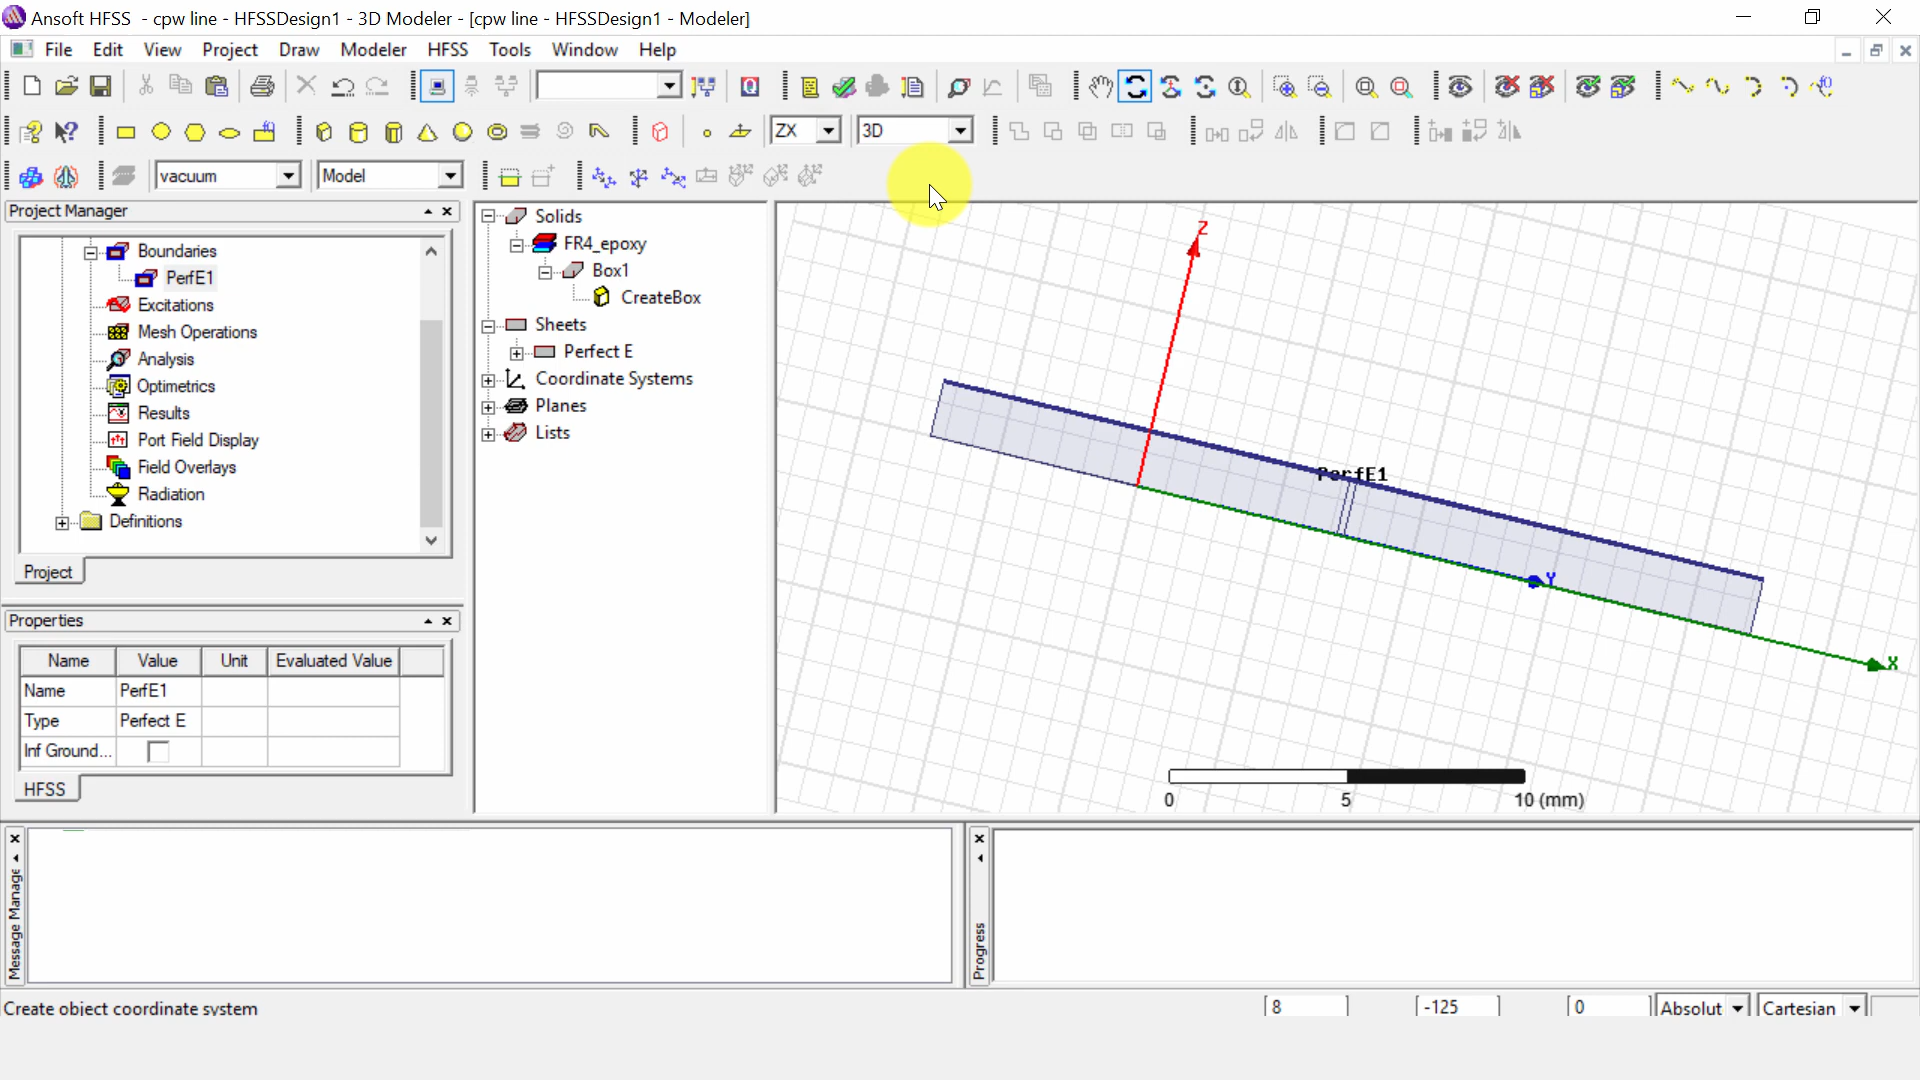 Ansoft HFSS - cpw line - HFSSDesign1 - 3D Modeler - [cpw line - HFSSDesign1 - Modeler]
File Edit View Project Draw Modeler HFSS Tools Window Help
ZX 3D
vacuum Model
Project Manager
Boundaries
PerfE1
Excitations
Mesh Operations
Analysis
Optimetrics
Results
Port Field Display
Field Overlays
Radiation
Definitions
Project
Properties
Name Value Unit Evaluated Value
Name PerfE1
Type Perfect E
Inf Ground...
HFSS
Solids
FR4_epoxy
Box1
CreateBox
Sheets
Perfect E
Coordinate Systems
Planes
Lists
Z
PerfE1
Y
X
0 5 10 (mm)
Message Manage
Progress
Create object coordinate system
8 -125 0 Absolut Cartesian